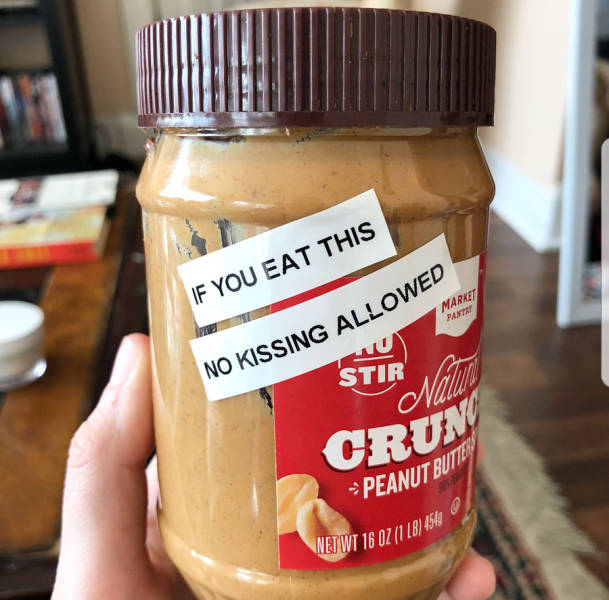 IF YOU EAT THIS
NO KISSING ALLOWED
MARKET
PANTRY
NO
STIR
Natural
CRUNC
PEANUT BUTTER
NET WT 16 OZ (1 LB) 454g